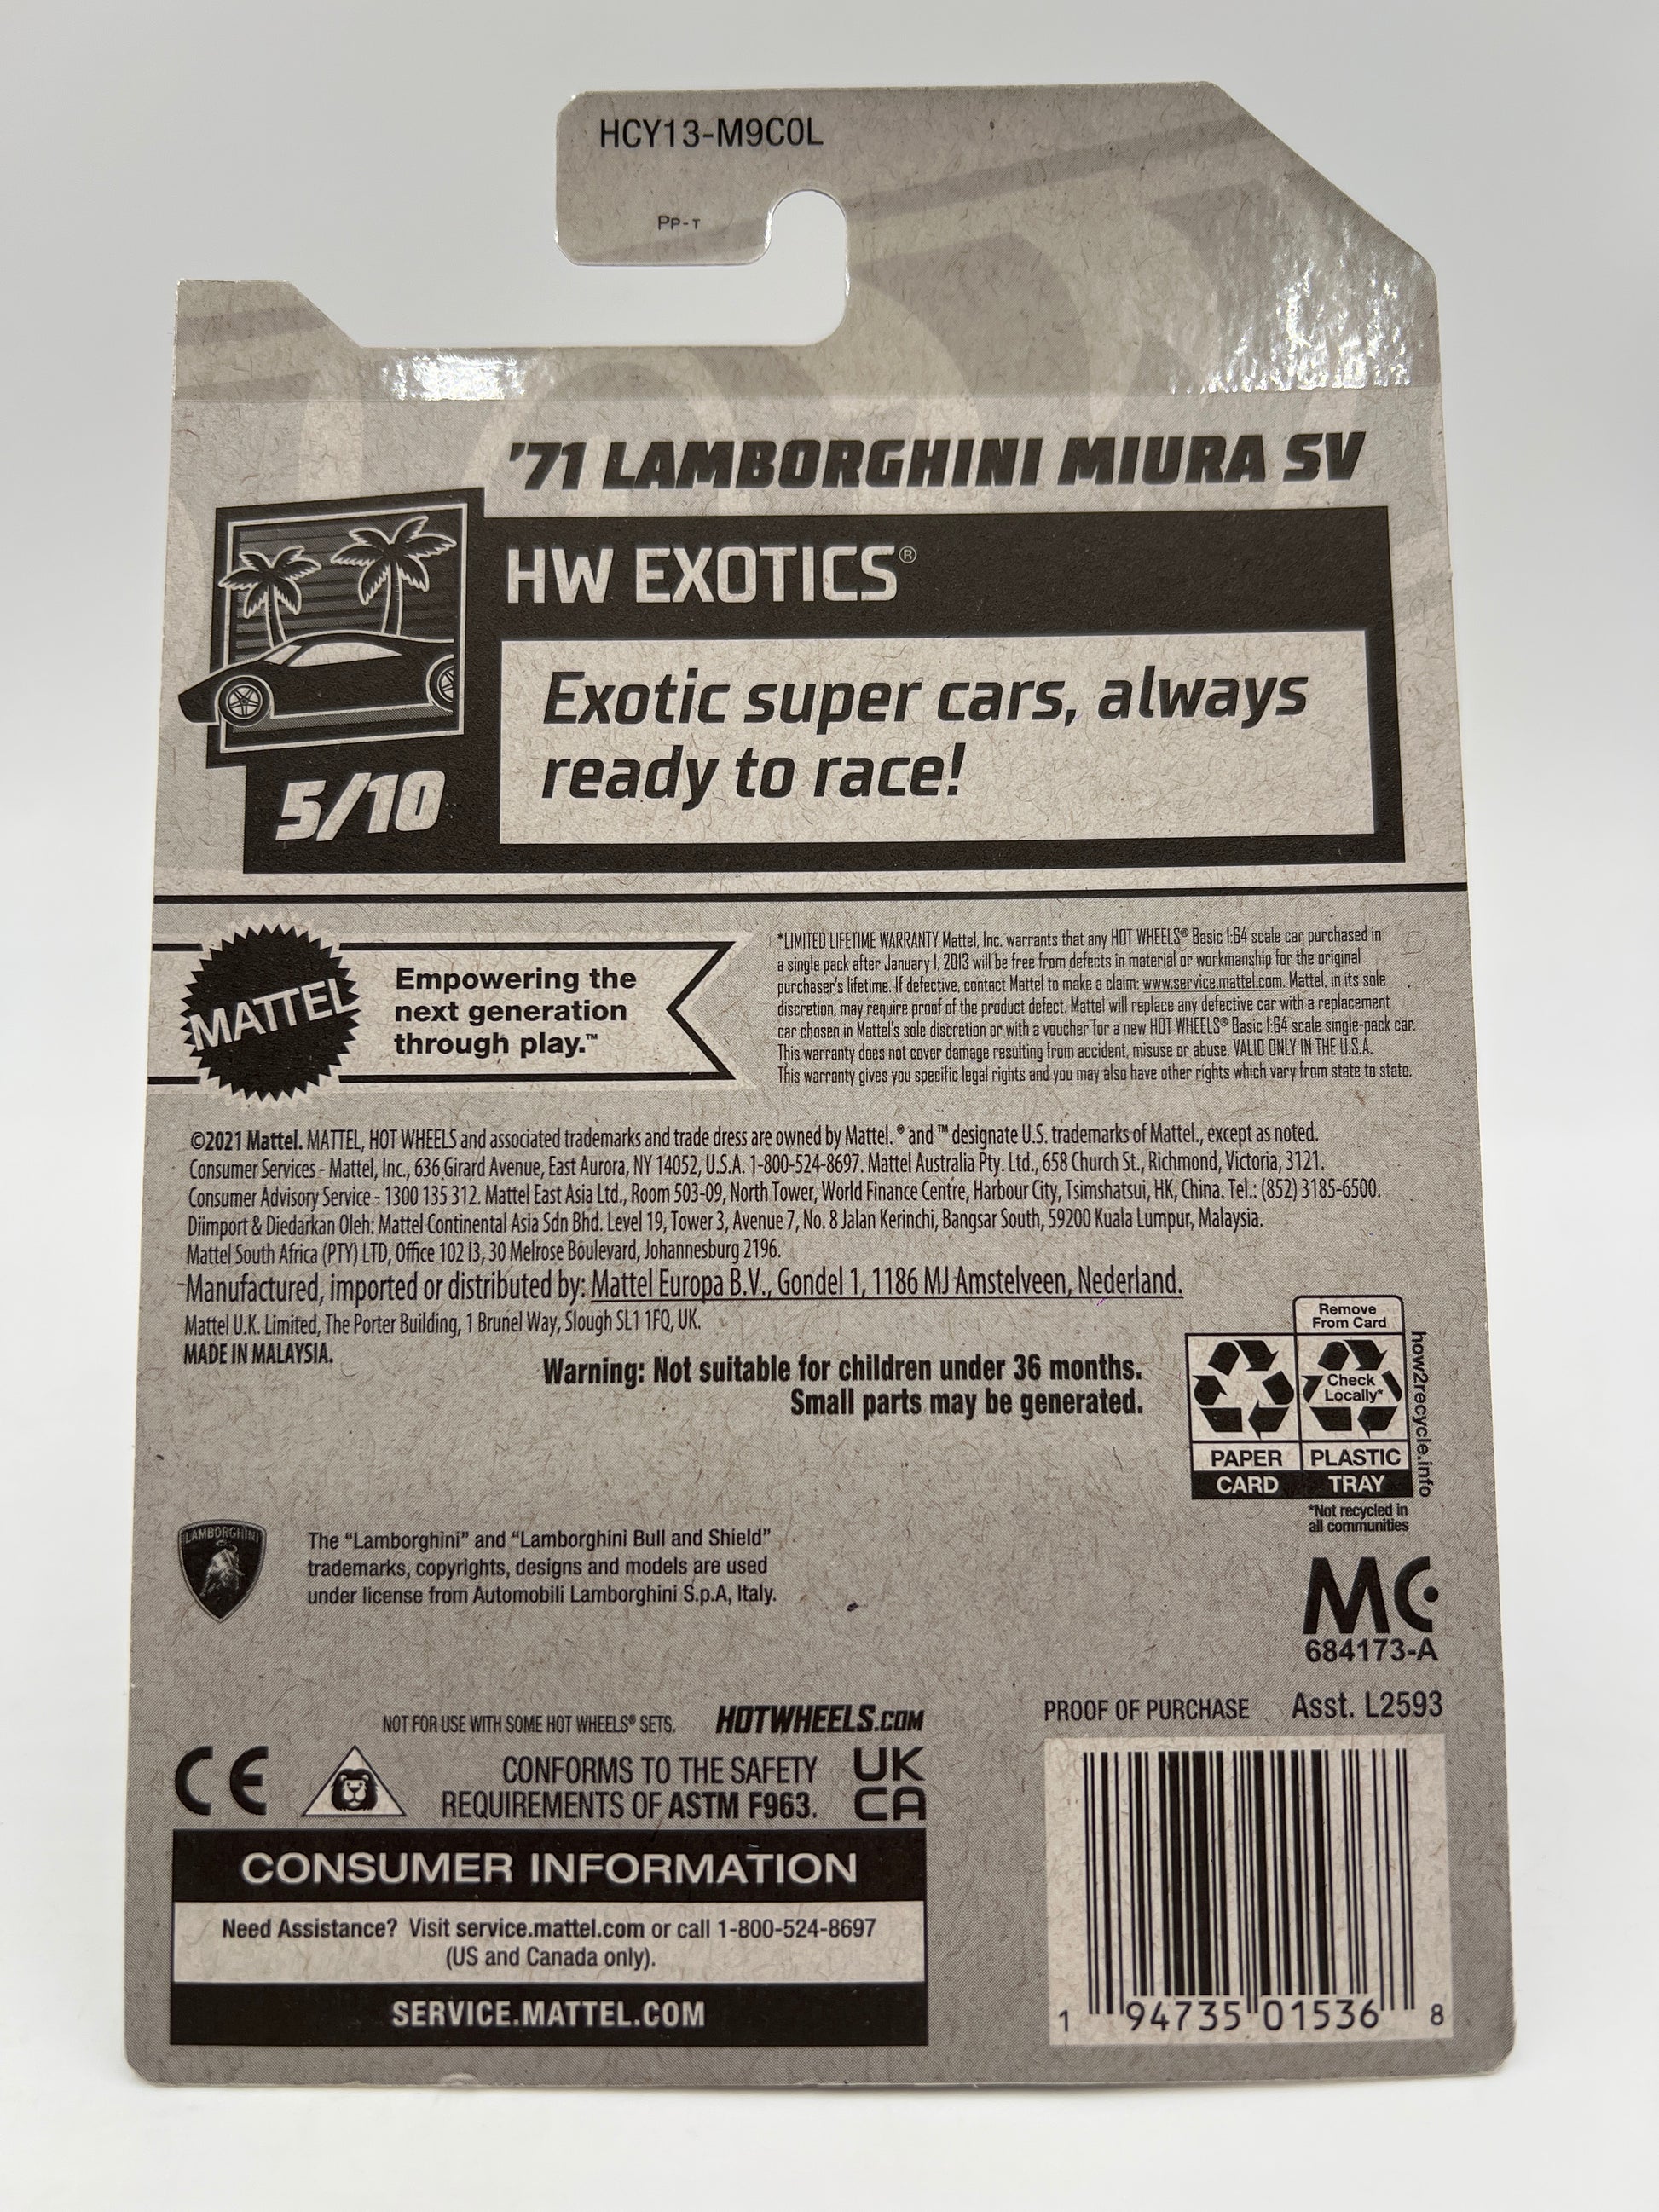 HCY13-M9C0L
PP-T
'71 LAMBORGHINI MIURA SV
HW EXOTICS®
Exotic super cars, always
ready to race!
5/10
MATTEL
Empowering the
next generation
through play.™
*LIMITED LIFETIME WARRANTY Mattel, Inc. warrants that any HOT WHEELS® Basic 1:64 scale car purchased in
a single pack after January 1, 2013 will be free from defects in material or workmanship for the original
purchaser's lifetime. If defective, contact Mattel to make a claim: www.service.mattel.com. Mattel, in its sole
discretion, may require proof of the product defect. Mattel will replace any defective car with a replacement
car chosen in Mattel's sole discretion or with a voucher for a new HOT WHEELS® Basic 1:64 scale single-pack car.
This warranty does not cover damage resulting from accident, misuse or abuse. VALID ONLY IN THE U.S.A.
This warranty gives you specific legal rights and you may also have other rights which vary from state to state.
©2021 Mattel. MATTEL, HOT WHEELS and associated trademarks and trade dress are owned by Mattel. ® and ™ designate U.S. trademarks of Mattel., except as noted.
Consumer Services - Mattel, Inc., 636 Girard Avenue, East Aurora, NY 14052, U.S.A. 1-800-524-8697. Mattel Australia Pty. Ltd., 658 Church St., Richmond, Victoria, 3121.
Consumer Advisory Service - 1300 135 312. Mattel East Asia Ltd., Room 503-09, North Tower, World Finance Centre, Harbour City, Tsimshatsui, HK, China. Tel.: (852) 3185-6500.
Diimport & Diedarkan Oleh: Mattel Continental Asia Sdn Bhd. Level 19, Tower 3, Avenue 7, No. 8 Jalan Kerinchi, Bangsar South, 59200 Kuala Lumpur, Malaysia.
Mattel South Africa (PTY) LTD, Office 102 I3, 30 Melrose Boulevard, Johannesburg 2196.
Manufactured, imported or distributed by: Mattel Europa B.V., Gondel 1, 1186 MJ Amstelveen, Nederland.
Mattel U.K. Limited, The Porter Building, 1 Brunel Way, Slough SL1 1FQ, UK.
MADE IN MALAYSIA.
Warning: Not suitable for children under 36 months.
Small parts may be generated.
Remove
From Card
Check
Locally*
PAPER
PLASTIC
CARD
TRAY
how2recycle.info
*Not recycled in
all communities
LAMBORGHINI
The "Lamborghini" and "Lamborghini Bull and Shield"
trademarks, copyrights, designs and models are used
under license from Automobili Lamborghini S.p.A, Italy.
MC
684173-A
NOT FOR USE WITH SOME HOT WHEELS® SETS.
HOTWHEELS.COM
PROOF OF PURCHASE
Asst. L2593
CE
CONFORMS TO THE SAFETY
REQUIREMENTS OF ASTM F963.
UK
CA
CONSUMER INFORMATION
Need Assistance? Visit service.mattel.com or call 1-800-524-8697
(US and Canada only).
SERVICE.MATTEL.COM
1 94735 01536 8